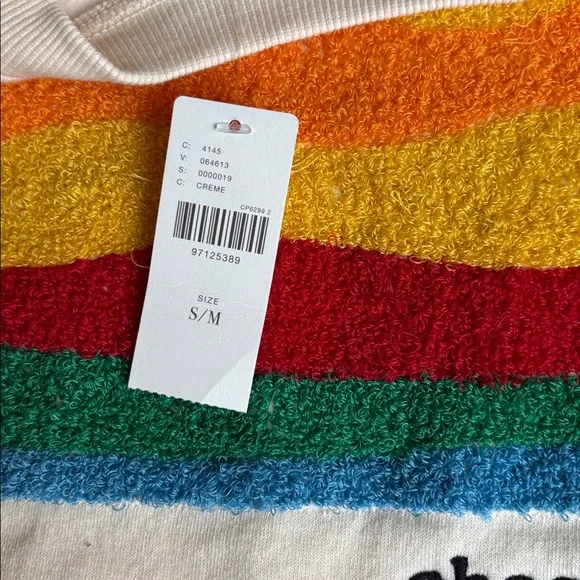 C: 4145
V: 064613
S: 0000019
C: CREME
CP6299 2
97125389
SIZE
S/M